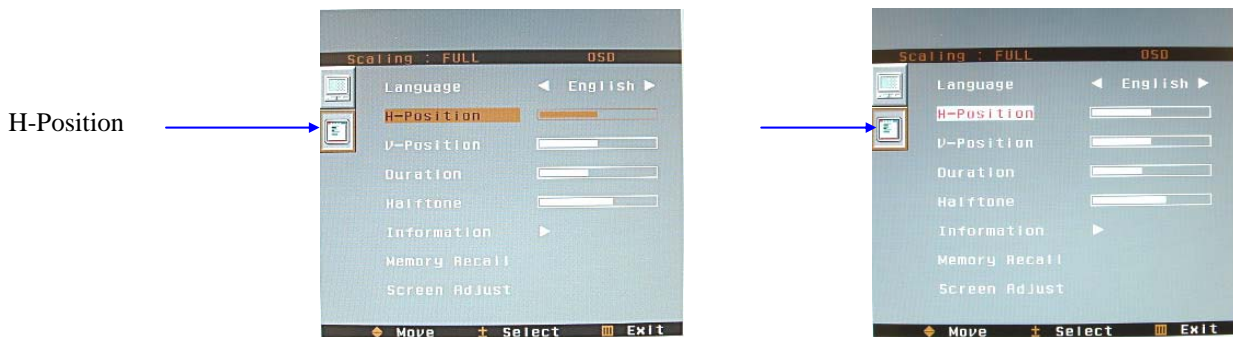 H-Position
Scaling : FULL OSD
Language English
H-Position
V-Position
Duration
Halftone
Information
Memory Recall
Screen Adjust
Move ± Select Exit
Scaling : FULL OSD
Language English
H-Position
V-Position
Duration
Halftone
Information
Memory Recall
Screen Adjust
Move ± Select Exit